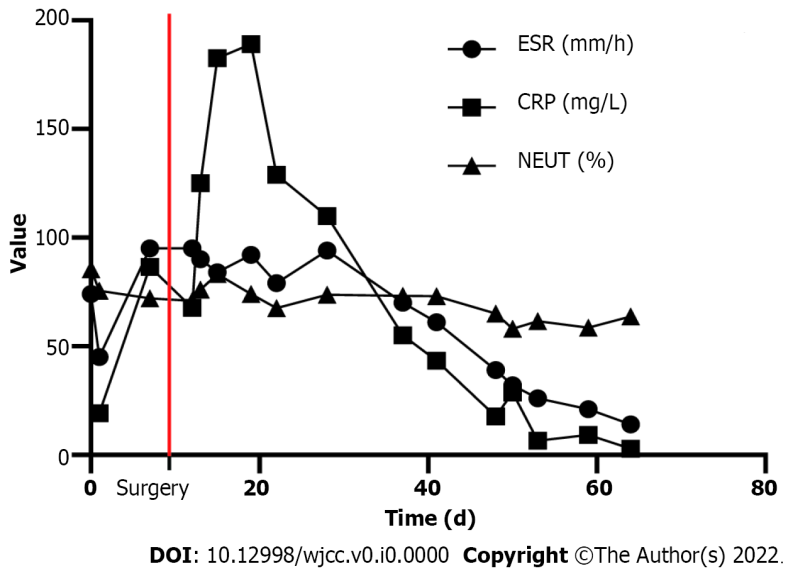 200
150
100
50
0
Value
ESR (mm/h)
CRP (mg/L)
NEUT (%)
0 Surgery 20 40 60 80
Time (d)
DOI: 10.12998/wjcc.v0.i0.0000 Copyright ©The Author(s) 2022.